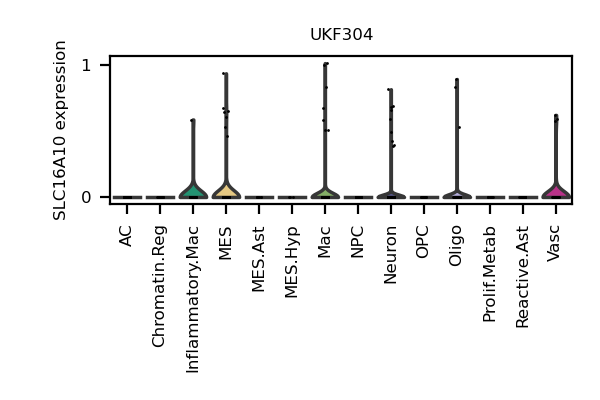 UKF304
SLC16A10 expression
1
0
AC
Chromatin.Reg
Inflammatory.Mac
MES
MES.Ast
MES.Hyp
Mac
NPC
Neuron
OPC
Oligo
Prolif.Metab
Reactive.Ast
Vasc